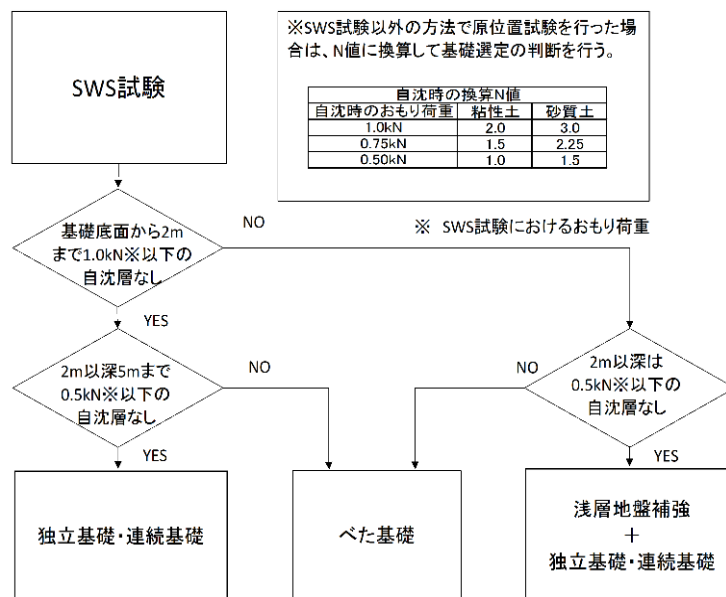 SWS試験
※SWS試験以外の方法で原位置試験を行った場
合は、N値に換算して基礎選定の判断を行う。
自沈時の換算N値
自沈時のおもり荷重 粘性土 砂質土
1.0kN 2.0 3.0
0.75kN 1.5 2.25
0.50kN 1.0 1.5
※ SWS試験におけるおもり荷重
基礎底面から2m
まで1.0kN※以下の
自沈層なし
NO
YES
2m以深5mまで
0.5kN※以下の
自沈層なし
NO
YES
2m以深は
0.5kN※以下の
自沈層なし
NO
YES
独立基礎・連続基礎
べた基礎
浅層地盤補強
+
独立基礎・連続基礎